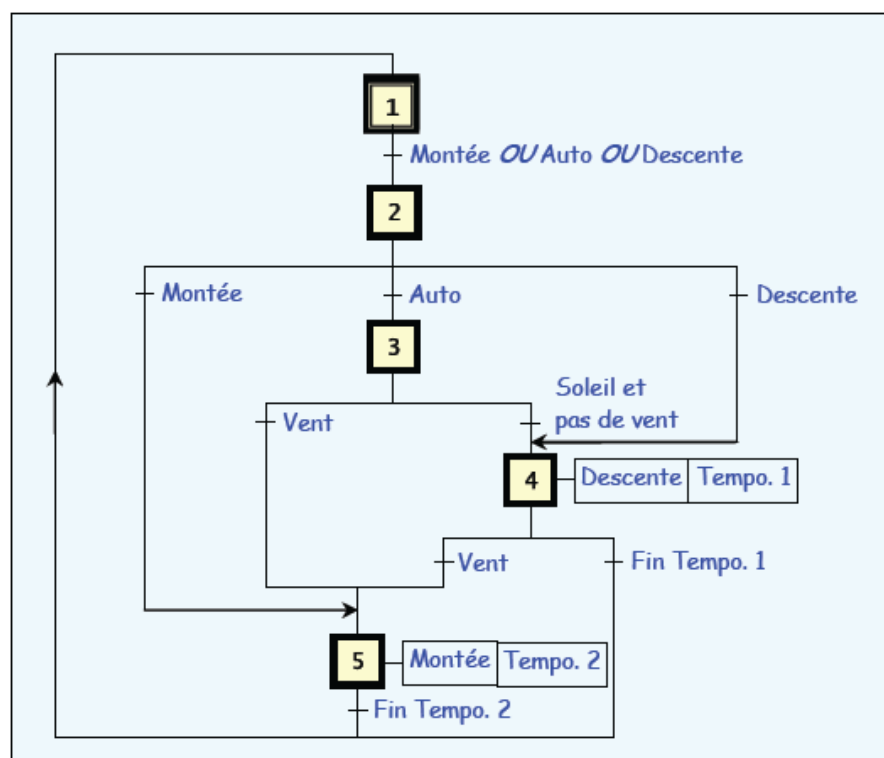 1
Montée OU Auto OU Descente
2
Montée
Auto
Descente
3
Soleil et
pas de vent
Vent
4
Descente
Tempo. 1
Vent
Fin Tempo. 1
5
Montée
Tempo. 2
Fin Tempo. 2